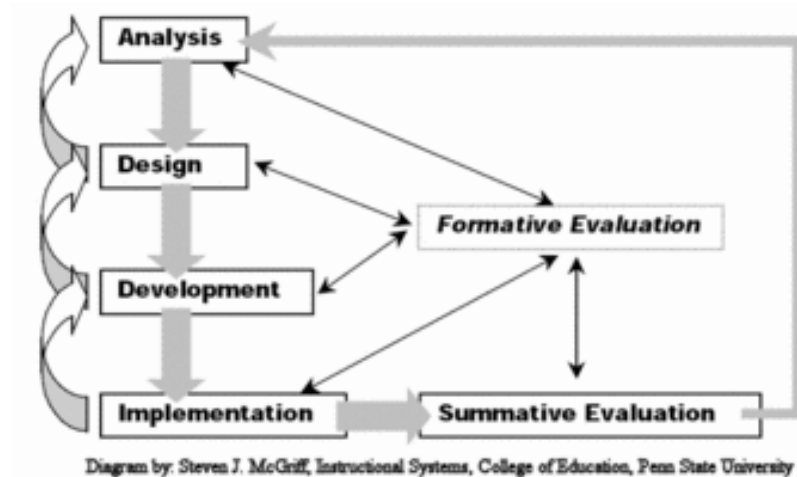 Analysis
Design
Formative Evaluation
Development
Implementation
Summative Evaluation
Diagram by: Steven J. McGriff, Instructional Systems, College of Education, Penn State University